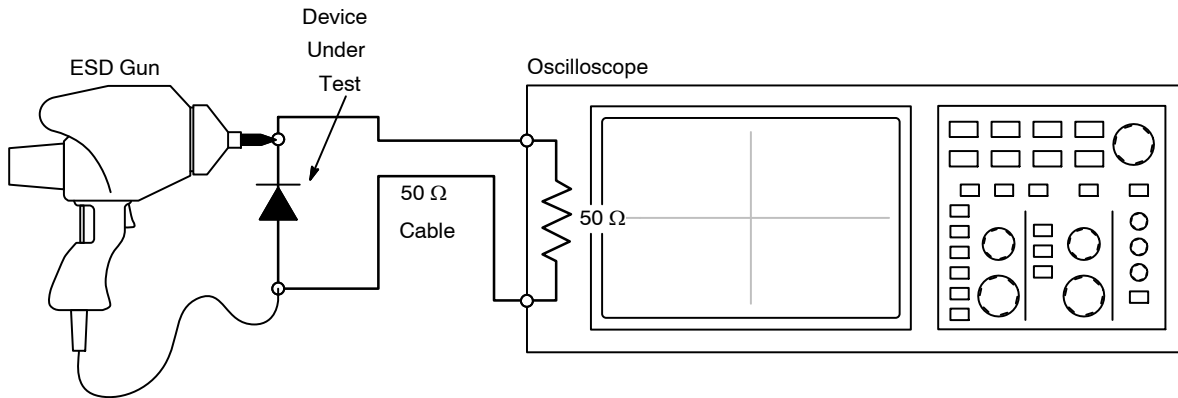 Device
Under
Test
ESD Gun
Oscilloscope
50 Ω
Cable
50 Ω